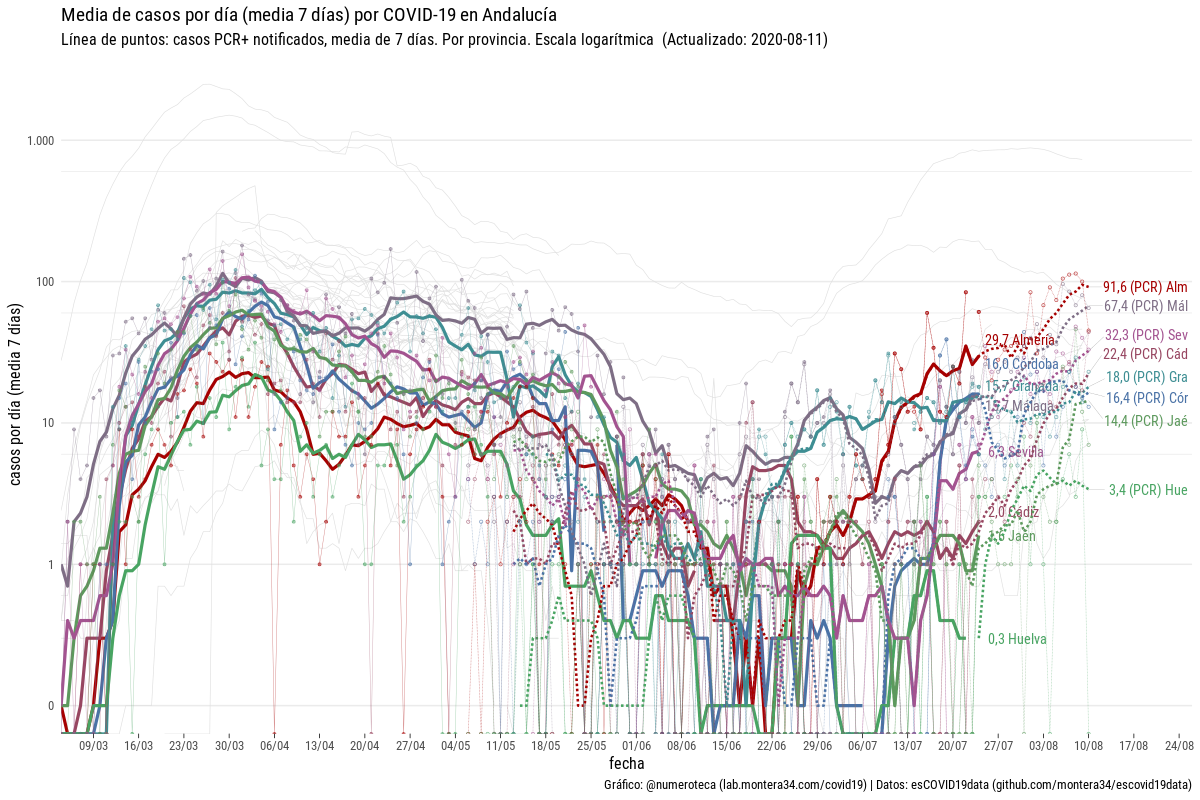 Media de casos por día (media 7 días) por COVID-19 en Andalucía
Línea de puntos: casos PCR+ notificados, media de 7 días. Por provincia. Escala logarítmica (Actualizado: 2020-08-11)
casos por día (media 7 días)
1.000
100
10
1
0
91,6 (PCR) Alm
67,4 (PCR) Mál
32,3 (PCR) Sev
22,4 (PCR) Cád
18,0 (PCR) Gra
16,4 (PCR) Cór
14,4 (PCR) Jaé
3,4 (PCR) Hue
29,7 Almería
16,0 Córdoba
15,7 Granada
Málaga
6,3 Sevilla
2,0 Cádiz
Jaén
0,3 Huelva
09/03 16/03 23/03 30/03 06/04 13/04 20/04 27/04 04/05 11/05 18/05 25/05 01/06 08/06 15/06 22/06 29/06 06/07 13/07 20/07 27/07 03/08 10/08 17/08 24/08
fecha
Gráfico: @numeroteca (lab.montera34.com/covid19) | Datos: esCOVID19data (github.com/montera34/escovid19data)